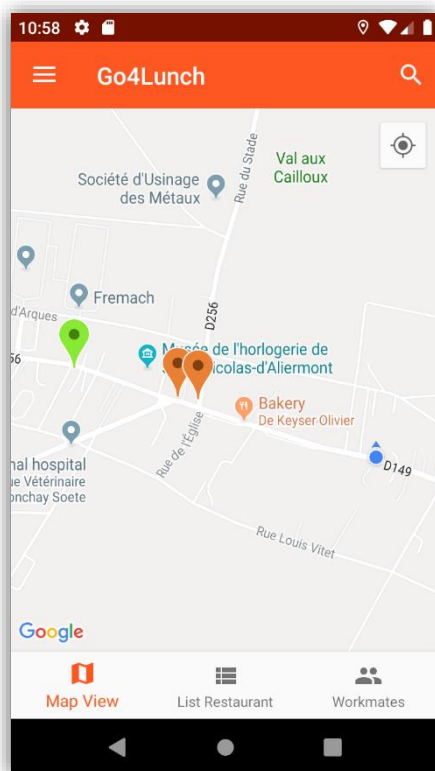 10:58
Go4Lunch
Val aux
Cailloux
Société d'Usinage
des Métaux
Rue du Stade
Fremach
d'Arques
D256
56
Musée de l'horlogerie de
icolas-d'Aliermont
Bakery
De Keyser Olivier
Rue de l'Église
nal hospital
ue Vétérinaire
onchay Soete
D149
Rue Louis Vitet
Google
Map View
List Restaurant
Workmates